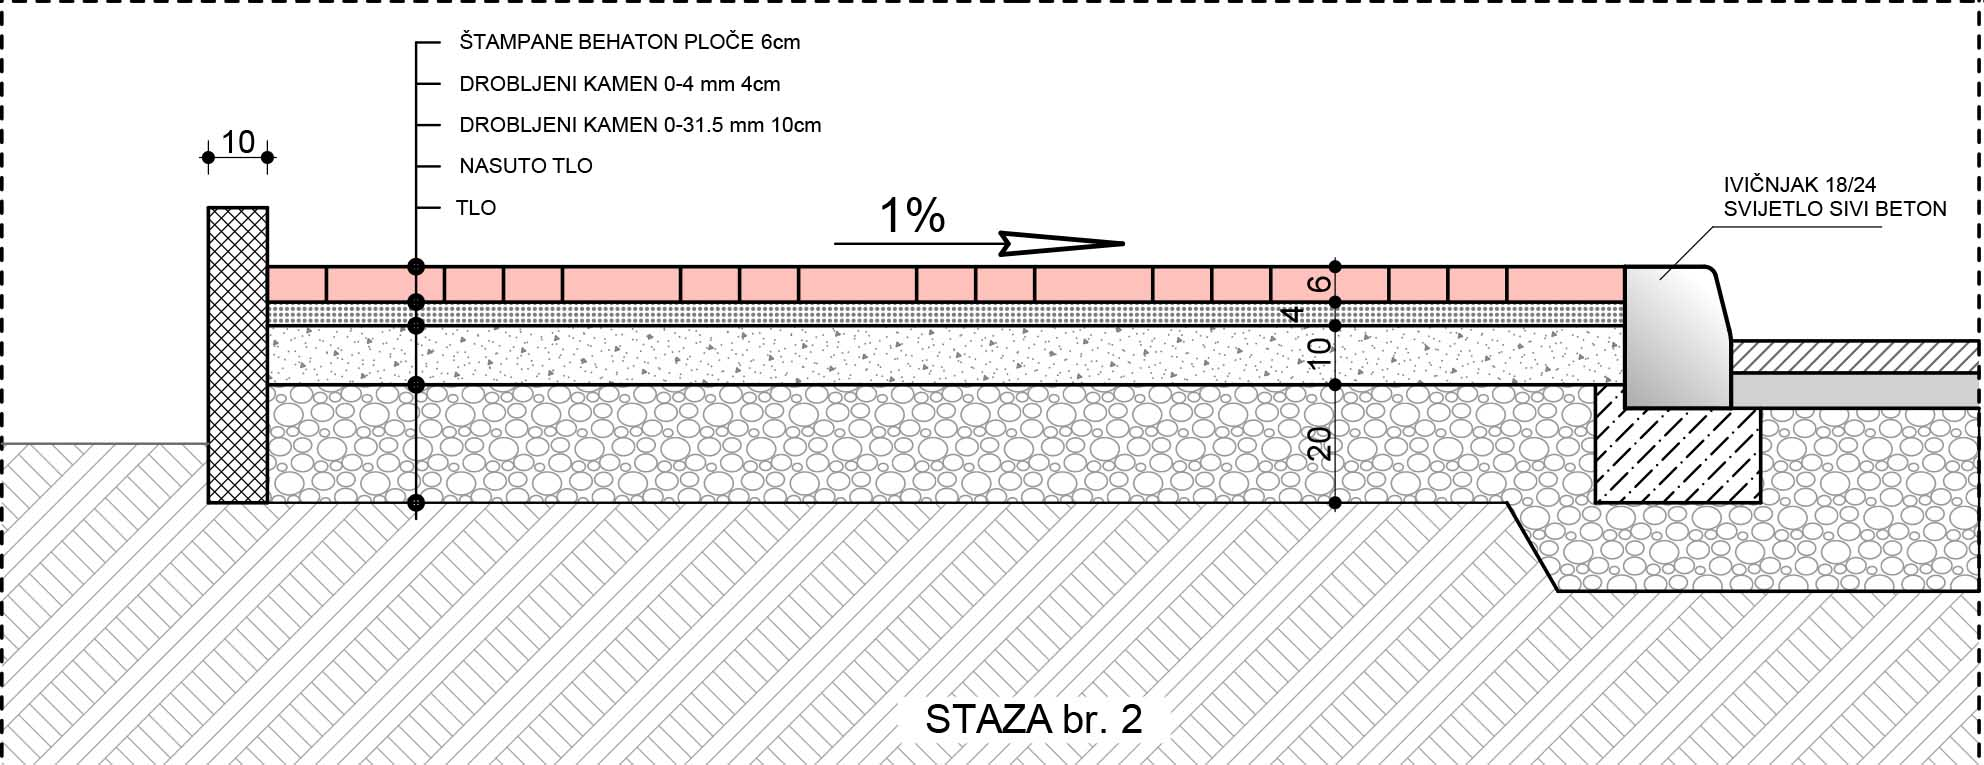 ŠTAMPANE BEHATON PLOČE 6cm
DROBLJENI KAMEN 0-4 mm 4cm
DROBLJENI KAMEN 0-31.5 mm 10cm
NASUTO TLO
TLO
10
1%
IVIČNJAK 18/24
SVIJETLO SIVI BETON
6
4
10
20
STAZA br. 2